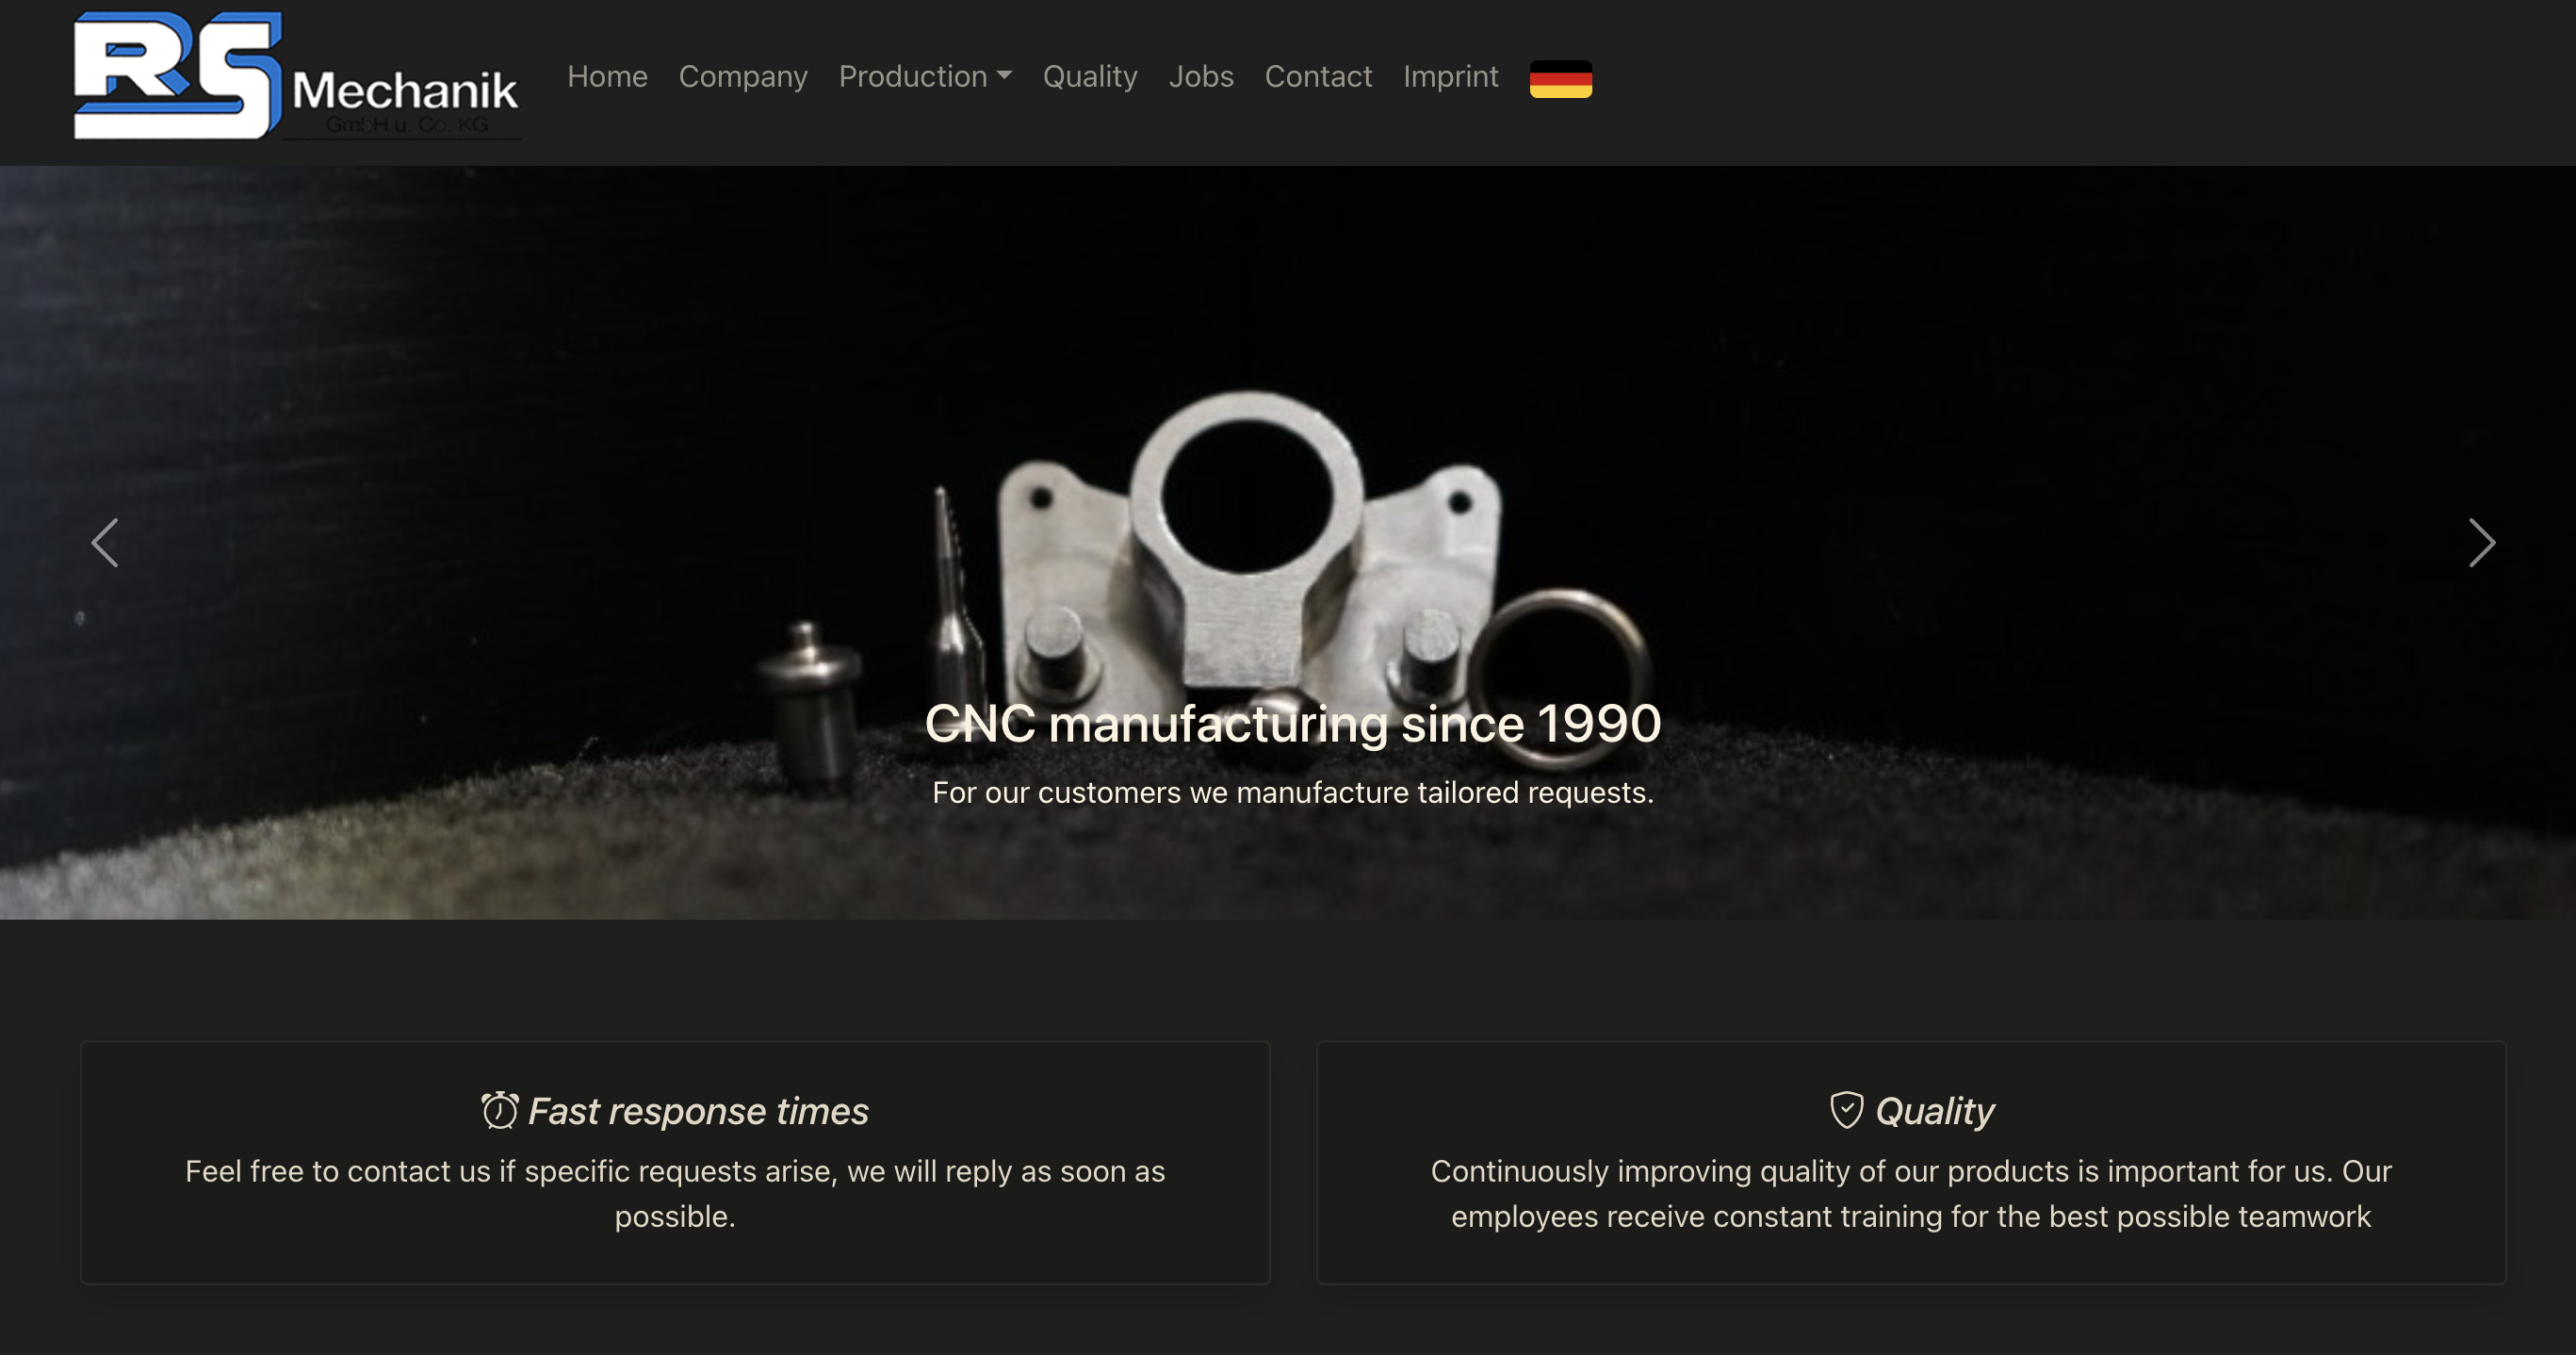 RS Mechanik
GmbH u. Co. KG
Home Company Production Quality Jobs Contact Imprint
CNC manufacturing since 1990
For our customers we manufacture tailored requests.
Fast response times
Feel free to contact us if specific requests arise, we will reply as soon as
possible.
Quality
Continuously improving quality of our products is important for us. Our
employees receive constant training for the best possible teamwork